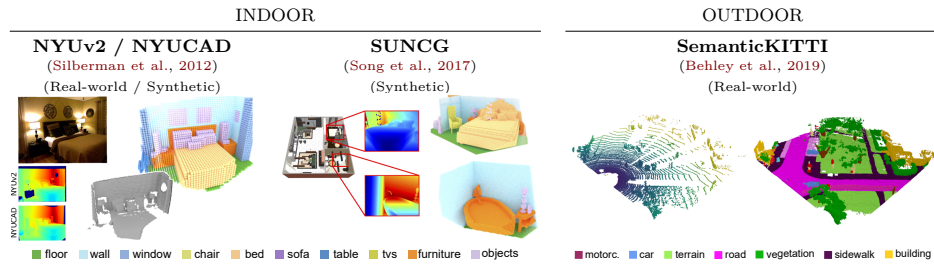 INDOOR
OUTDOOR
NYUv2 / NYUCAD
(Silberman et al., 2012)
(Real-world / Synthetic)
SUNCG
(Song et al., 2017)
(Synthetic)
SemanticKITTI
(Behley et al., 2019)
(Real-world)
NYUv2
NYUCAD
floor wall window chair bed sofa table tvs furniture objects
motorc. car terrain road vegetation sidewalk building